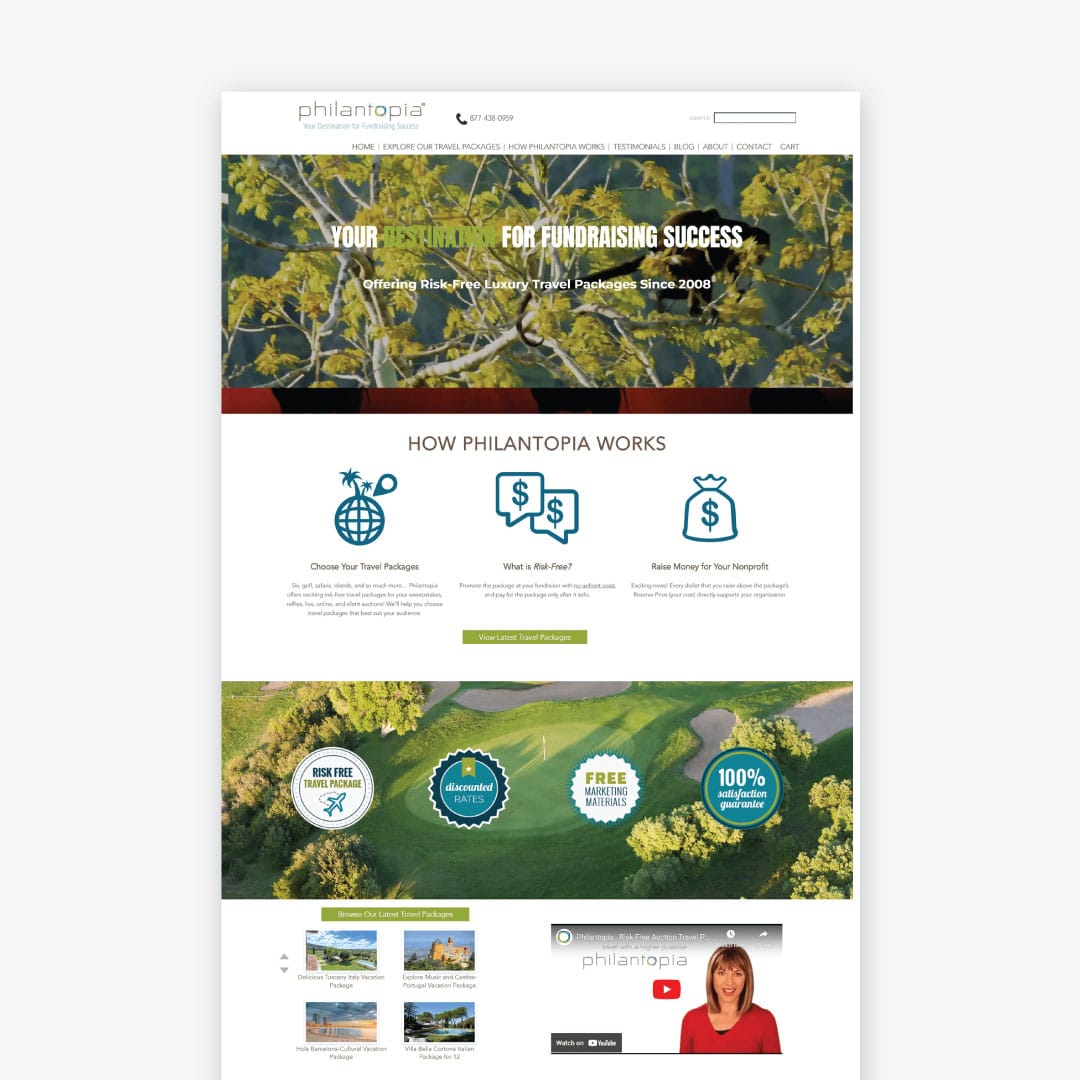 philantopia®
Your Destination for Fundraising Success
877-438-0959
search
HOME | EXPLORE OUR TRAVEL PACKAGES | HOW PHILANTOPIA WORKS | TESTIMONIALS | BLOG | ABOUT | CONTACT CART
YOUR DESTINATION FOR FUNDRAISING SUCCESS
Offering Risk-Free Luxury Travel Packages Since 2008
HOW PHILANTOPIA WORKS
$
$
$
Choose Your Travel Packages
Ski, golf, safaris, islands, and so much more... Philantopia
offers exciting risk-free travel packages for your sweepstakes,
raffles, live, online, and silent auctions! We'll help you choose
travel packages that best suit your audience.
What is Risk-Free?
Promote the package at your fundraiser with no upfront costs
and pay for the package only after it sells.
Raise Money for Your Nonprofit
Exciting news! Every dollar that you raise above the package's
Reserve Price (your cost) directly supports your organization.
View Latest Travel Packages
RISK FREE
TRAVEL PACKAGE
discounted
RATES
FREE
MARKETING
MATERIALS
100%
satisfaction
guarantee
Browse Our Latest Travel Packages
Delicious Tuscany Italy Vacation
Package
Explore Music and Castles-
Portugal Vacation Package
Hola Barcelona-Cultural Vacation
Package
Villa Bella Cortona Italian
Package for 12
Philantopia - Risk-Free Auction Travel P...
travel with a higher purpose
philantopia
Watch on YouTube